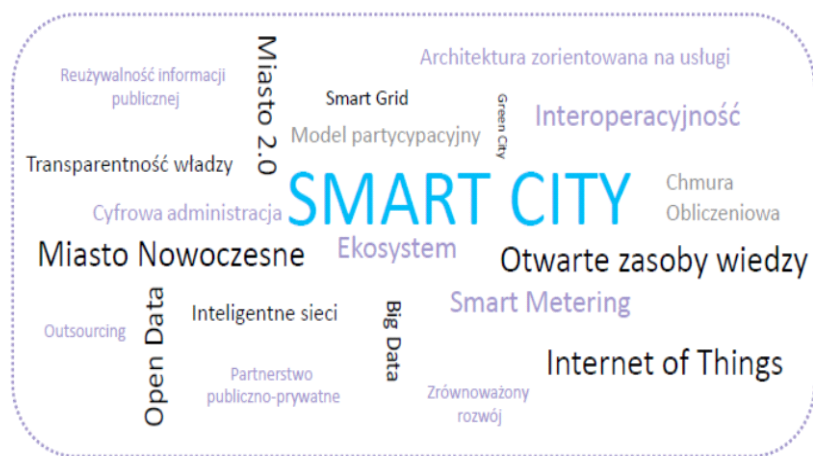 Architektura zorientowana na usługi
Reużywalność informacji
publicznej
Miasto 2.0
Smart Grid
Green City
Interoperacyjność
Model partycypacyjny
Transparentność władzy
SMART CITY
Chmura
Obliczeniowa
Cyfrowa administracja
Miasto Nowoczesne
Ekosystem
Otwarte zasoby wiedzy
Open Data
Inteligentne sieci
Big Data
Smart Metering
Outsourcing
Internet of Things
Partnerstwo
publiczno-prywatne
Zrównoważony
rozwój